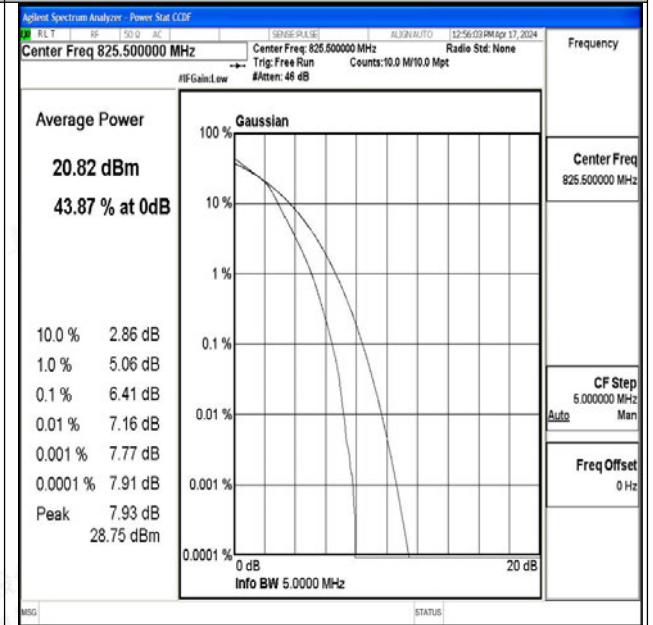 Agilent Spectrum Analyzer - Power Stat CCDF
RLT RF 50 Ω AC SENSE:PULSE ALIGN AUTO 12:56:03 PM Apr 17, 2024
Center Freq 825.500000 MHz
Center Freq: 825.500000 MHz Radio Std: None
Trig: Free Run Counts:10.0 M/10.0 Mpt
#IFGain:Low #Atten: 46 dB
Frequency
Average Power
20.82 dBm
43.87 % at 0dB
10.0 % 2.86 dB
1.0 % 5.06 dB
0.1 % 6.41 dB
0.01 % 7.16 dB
0.001 % 7.77 dB
0.0001 % 7.91 dB
Peak 7.93 dB
28.75 dBm
Gaussian
100 %
10 %
1 %
0.1 %
0.01 %
0.001 %
0.0001 %
0 dB 20 dB
Info BW 5.0000 MHz
Center Freq
825.500000 MHz
CF Step
5.000000 MHz
Auto Man
Freq Offset
0 Hz
MSG STATUS